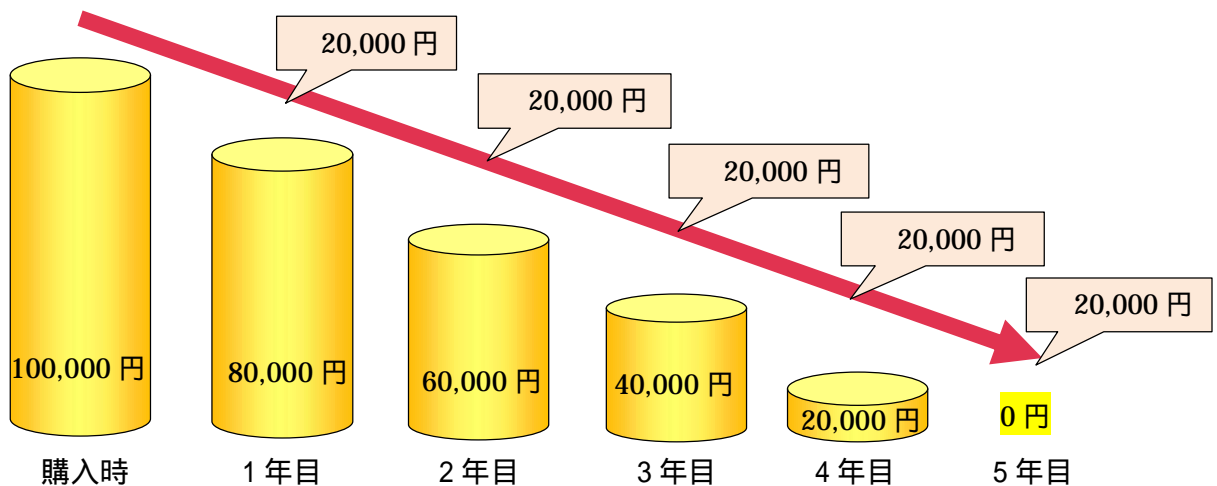 20,000 円
20,000 円
20,000 円
20,000 円
20,000 円
100,000 円
80,000 円
60,000 円
40,000 円
20,000 円
0 円
購入時
1 年目
2 年目
3 年目
4 年目
5 年目